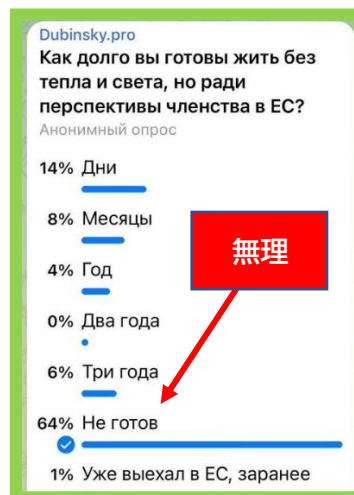 Dubinsky.pro
Как долго вы готовы жить без
тепла и света, но ради
перспективы членства в ЕС?
Анонимный опрос
14% Дни
8% Месяцы
無理
4% Год
0% Два года
6% Три года
64% Не готов
1% Уже выехал в ЕС, заранее